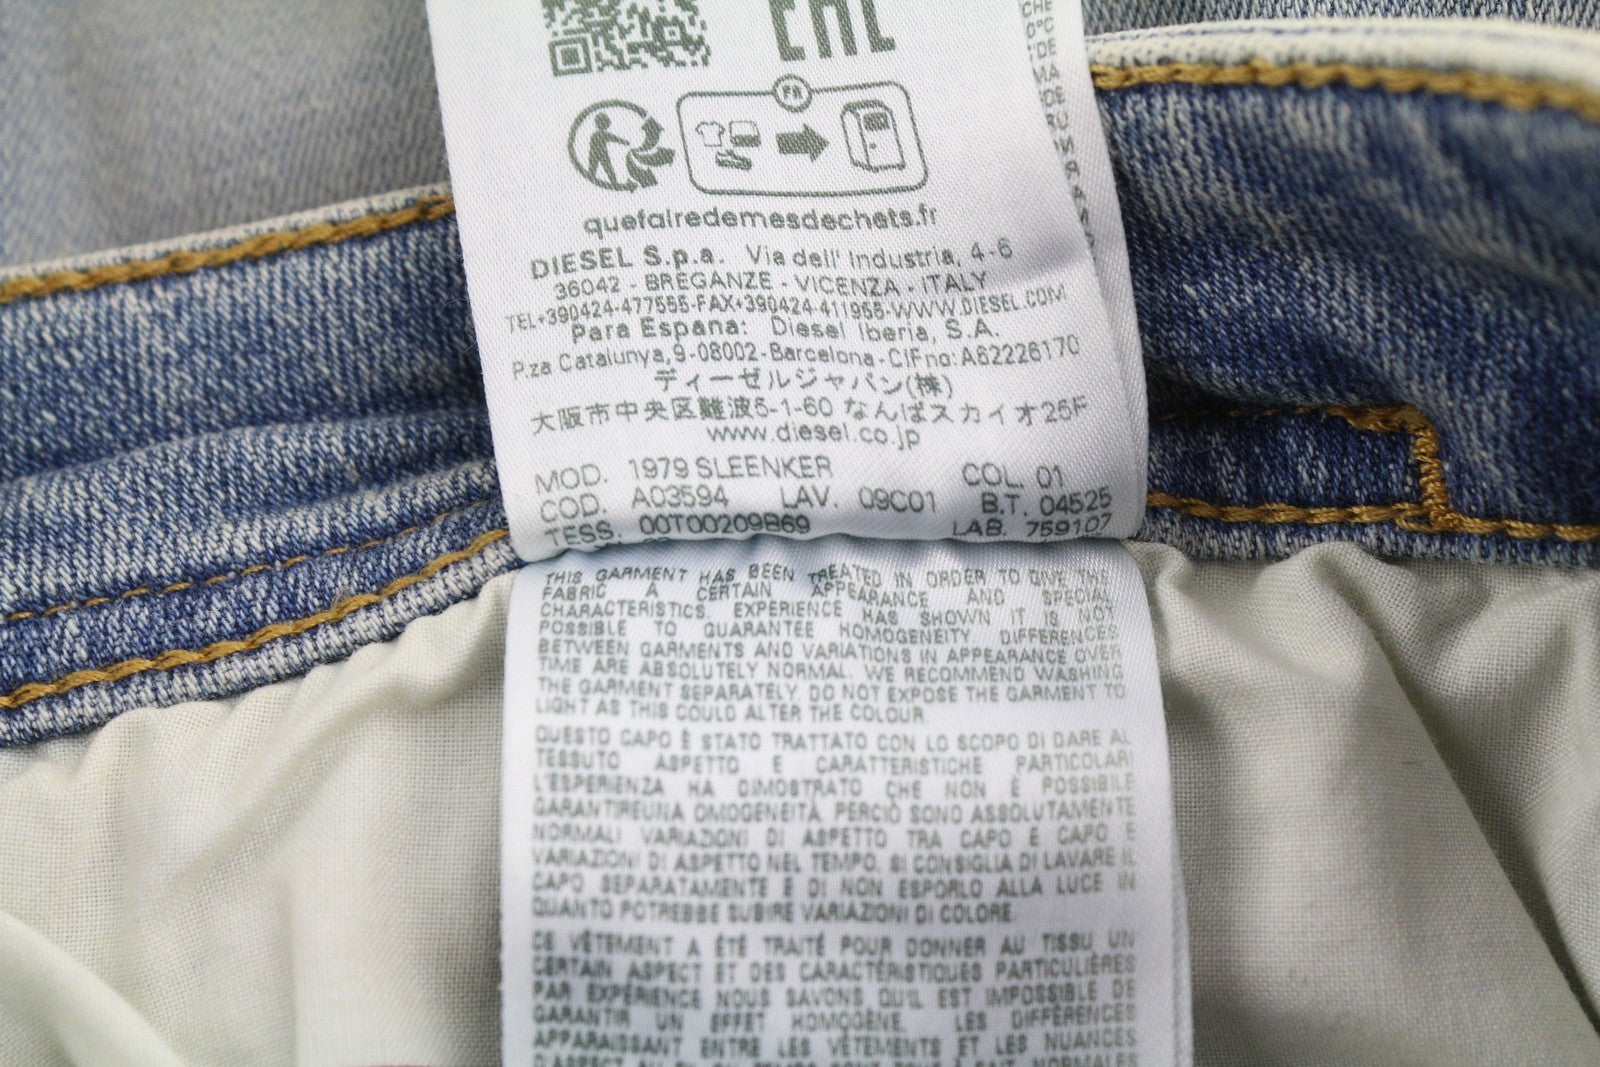 EAC
FR
quefairedemesdechets.fr
DIESEL S.p.a. Via dell' Industria, 4-6
36042 - BREGANZE - VICENZA - ITALY
TEL+390424-477555-FAX+390424-411958-WWW.DIESEL.COM
Para Espana: Diesel Iberia, S.A.
P.za Catalunya,9-08002-Barcelona-CIFno:A62226170
ディーゼルジャパン(株)
大阪市中央区難波5-1-60 なんばスカイオ25F
www.diesel.co.jp
MOD. 1979 SLEENKER COL. 01
COD. A03594 LAV. 09C01 B.T. 04525
TESS. 00T00209B69 LAB. 759107
THIS GARMENT HAS BEEN TREATED IN ORDER TO GIVE THE
FABRIC A CERTAIN APPEARANCE AND SPECIAL
CHARACTERISTICS. EXPERIENCE HAS SHOWN IT IS NOT
POSSIBLE TO GUARANTEE HOMOGENEITY. DIFFERENCES
BETWEEN GARMENTS AND VARIATIONS IN APPEARANCE OVER
TIME ARE ABSOLUTELY NORMAL. WE RECOMMEND WASHING
THE GARMENT SEPARATELY. DO NOT EXPOSE THE GARMENT TO
LIGHT AS THIS COULD ALTER THE COLOUR.
QUESTO CAPO È STATO TRATTATO CON LO SCOPO DI DARE AL
TESSUTO ASPETTO E CARATTERISTICHE PARTICOLARI
L'ESPERIENZA HA DIMOSTRATO CHE NON È POSSIBILE
GARANTIREUNA OMOGENEITÀ PERCIÒ SONO ASSOLUTAMENTE
NORMALI VARIAZIONI DI ASPETTO TRA CAPO E CAPO E
VARIAZIONI DI ASPETTO NEL TEMPO. SI CONSIGLIA DI LAVARE IL
CAPO SEPARATAMENTE E DI NON ESPORLO ALLA LUCE IN
QUANTO POTREBBE SUBIRE VARIAZIONI DI COLORE.
CE VÊTEMENT A ÉTÉ TRAITÉ POUR DONNER AU TISSU UN
CERTAIN ASPECT ET DES CARACTÉRISTIQUES PARTICULIÈRES
PAR EXPÉRIENCE NOUS SAVONS QU'IL EST IMPOSSIBLE DE
GARANTIR UN EFFET HOMOGÈNE. LES DIFFÉRENCES
APPARAISSANT ENTRE LES VÊTEMENTS ET LES NUANCES